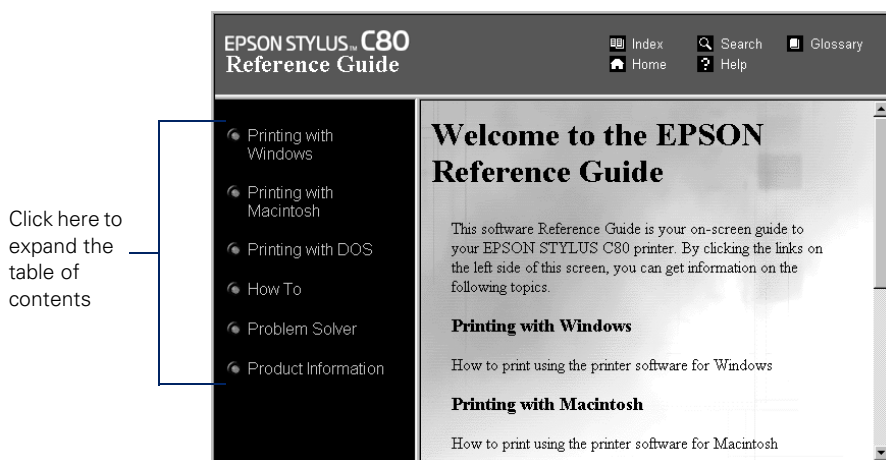 EPSON STYLUS™ C80
Reference Guide
Index
Search
Glossary
Home
Help
Click here to
expand the
table of
contents
Printing with
Windows
Printing with
Macintosh
Printing with DOS
How To
Problem Solver
Product Information
Welcome to the EPSON
Reference Guide
This software Reference Guide is your on-screen guide to
your EPSON STYLUS C80 printer. By clicking the links on
the left side of this screen, you can get information on the
following topics.
Printing with Windows
How to print using the printer software for Windows
Printing with Macintosh
How to print using the printer software for Macintosh